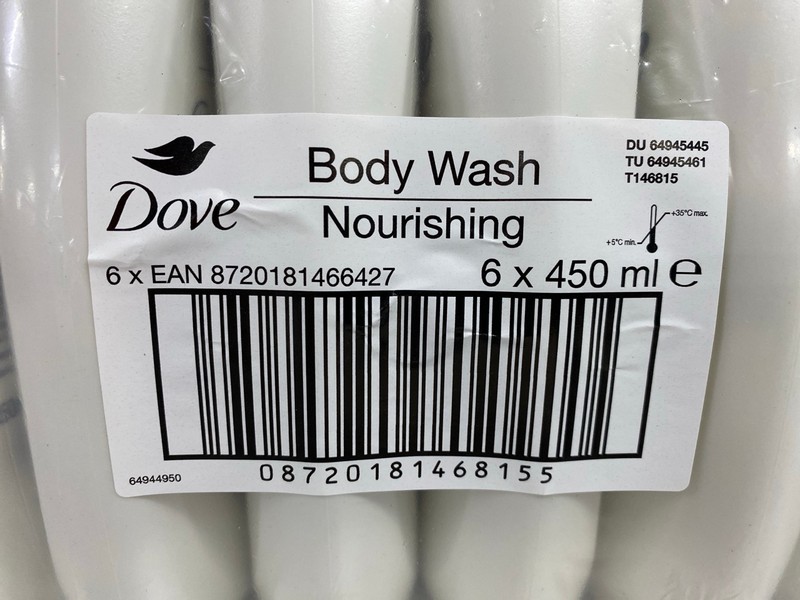 Dove
Body Wash
Nourishing
DU 64945445
TU 64945461
T146815
+35°C max.
+5°C min.
6 x EAN 8720181466427
6 x 450 ml ℮
08720181468155
64944950